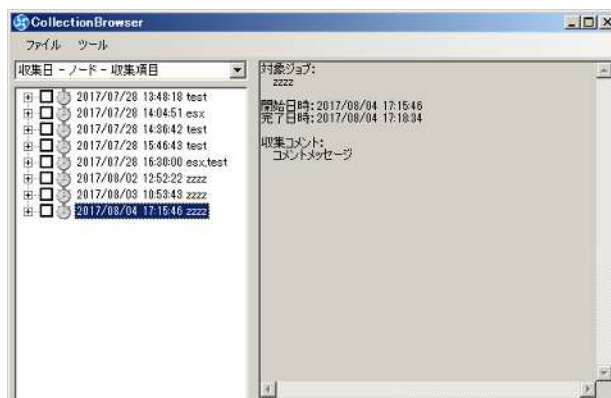 CollectionBrowser
ファイル ツール
収集日 - ノード - 収集項目
2017/07/28 13:48:18 test
2017/07/28 14:04:51 esx
2017/07/28 14:36:42 test
2017/07/28 15:46:43 test
2017/07/28 16:30:00 esx,test
2017/08/02 12:52:22 zzzz
2017/08/03 10:53:43 zzzz
2017/08/04 17:15:46 zzzz
対象ジョブ:
zzzz
開始日時:2017/08/04 17:15:46
完了日時:2017/08/04 17:18:34
収集コメント:
コメントメッセージ